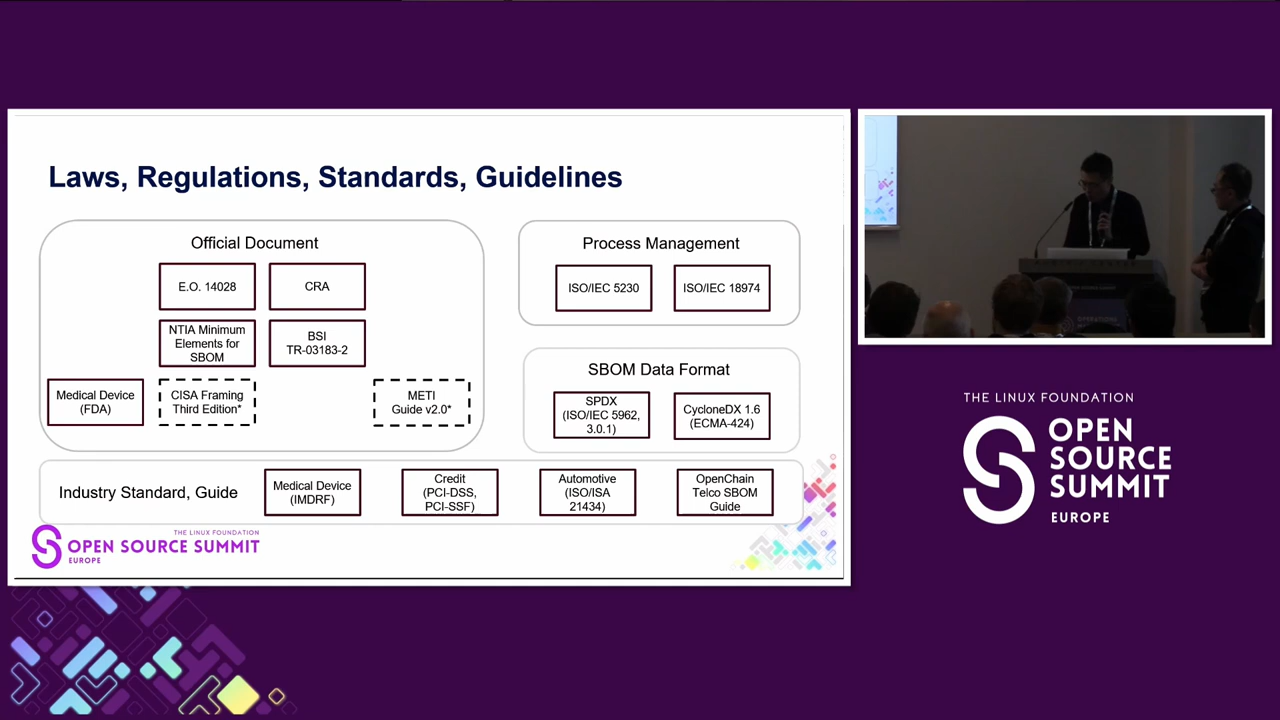 Laws, Regulations, Standards, Guidelines
Official Document
E.O. 14028
CRA
NTIA Minimum
Elements for
SBOM
BSI
TR-03183-2
Medical Device
(FDA)
CISA Framing
Third Edition*
METI
Guide v2.0*
Process Management
ISO/IEC 5230
ISO/IEC 18974
SBOM Data Format
SPDX
(ISO/IEC 5962,
3.0.1)
CycloneDX 1.6
(ECMA-424)
Industry Standard, Guide
Medical Device
(IMDRF)
Credit
(PCI-DSS,
PCI-SSF)
Automotive
(ISO/ISA
21434)
OpenChain
Telco SBOM
Guide
THE LINUX FOUNDATION
OPEN SOURCE SUMMIT
EUROPE
THE LINUX FOUNDATION
OPEN
SOURCE
SUMMIT
EUROPE